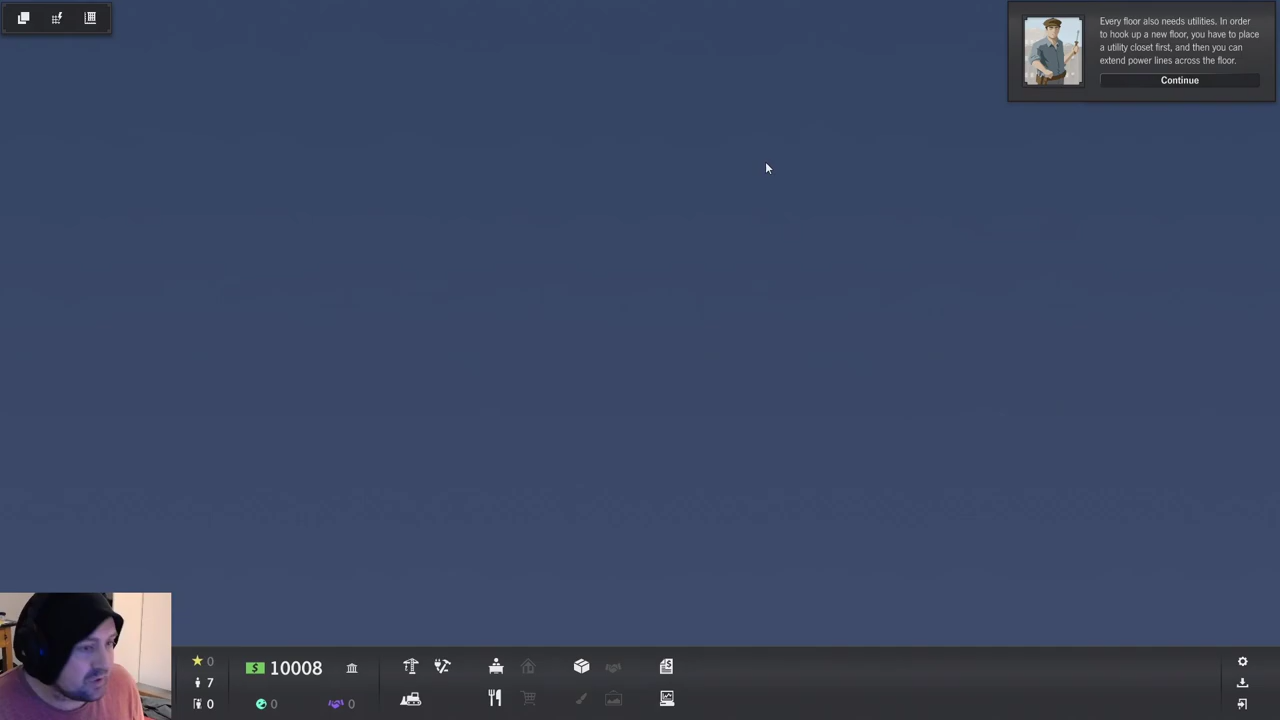 Every floor also needs utilities. In order
to hook up a new floor, you have to place
a utility closet first, and then you can
extend power lines across the floor.
Continue
0
$ 10008
7
0
0
0